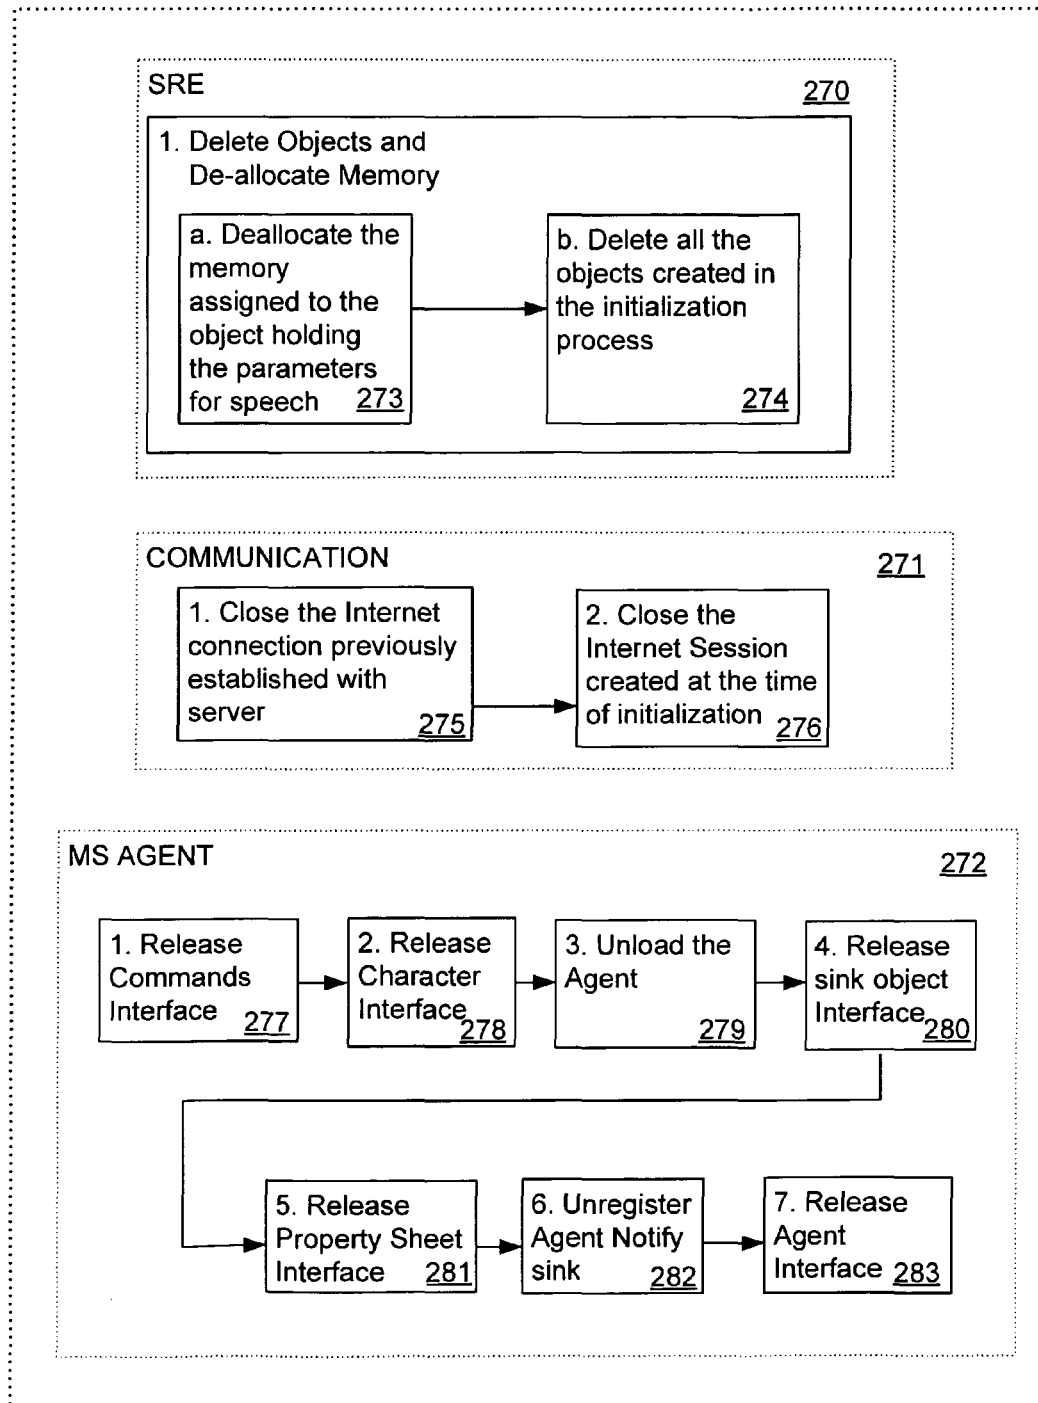 SRE
270
1. Delete Objects and
De-allocate Memory
a. Deallocate the
memory
assigned to the
object holding
the parameters
for speech 273
b. Delete all the
objects created in
the initialization
process
274
COMMUNICATION
271
1. Close the Internet
connection previously
established with
server 275
2. Close the
Internet Session
created at the time
of initialization 276
MS AGENT
272
1. Release
Commands
Interface 277
2. Release
Character
Interface 278
3. Unload the
Agent
279
4. Release
sink object
Interface 280
5. Release
Property Sheet
Interface 281
6. Unregister
Agent Notify
sink 282
7. Release
Agent
Interface 283